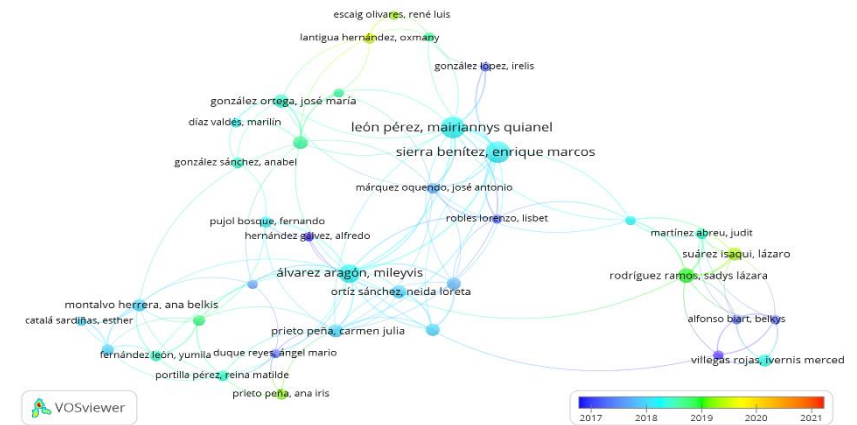 escaig olivares, rené luis
lantigua hernández, oxmany
gonzález lópez, irelis
gonzález ortega, josé maría
díaz valdés, marilín
león pérez, mairiannys quianel
sierra benítez, enrique marcos
gonzález sánchez, anabel
márquez oquendo, josé antonio
pujol bosque, fernando
robles lorenzo, lisbet
hernández gálvez, alfredo
martínez abreu, judit
suárez isaqui, lázaro
álvarez aragón, mileyvis
rodríguez ramos, sadys lázara
ortíz sánchez, neida loreta
montalvo herrera, ana belkis
catalá sardiñas, esther
alfonso biart, belkys
prieto peña, carmen julia
fernández león, yumila
duque reyes, ángel mario
villegas rojas, ivernis merced
portilla pérez, reina matilde
prieto peña, ana iris
VOSviewer
2017 2018 2019 2020 2021